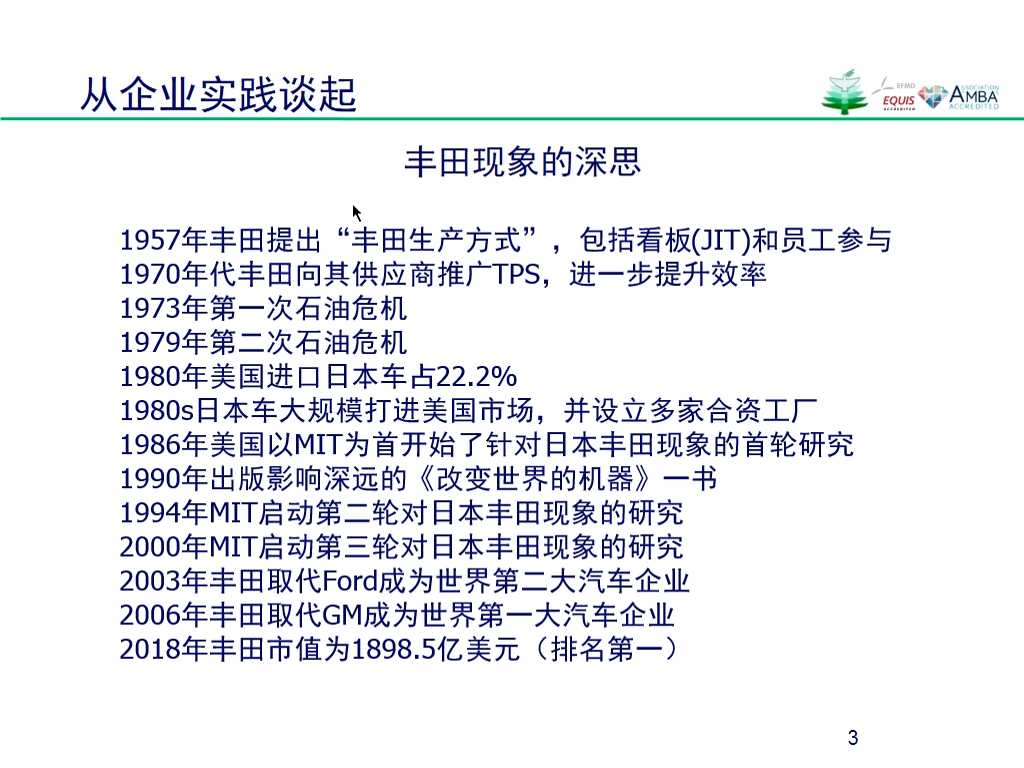 从企业实践谈起
EFMD
EQUIS
ACCREDITED
ASSOCIATION
AMBA
ACCREDITED
丰田现象的深思
1957年丰田提出“丰田生产方式”，包括看板(JIT)和员工参与
1970年代丰田向其供应商推广TPS，进一步提升效率
1973年第一次石油危机
1979年第二次石油危机
1980年美国进口日本车占22.2%
1980s日本车大规模打进美国市场，并设立多家合资工厂
1986年美国以MIT为首开始了针对日本丰田现象的首轮研究
1990年出版影响深远的《改变世界的机器》一书
1994年MIT启动第二轮对日本丰田现象的研究
2000年MIT启动第三轮对日本丰田现象的研究
2003年丰田取代Ford成为世界第二大汽车企业
2006年丰田取代GM成为世界第一大汽车企业
2018年丰田市值为1898.5亿美元（排名第一）
3